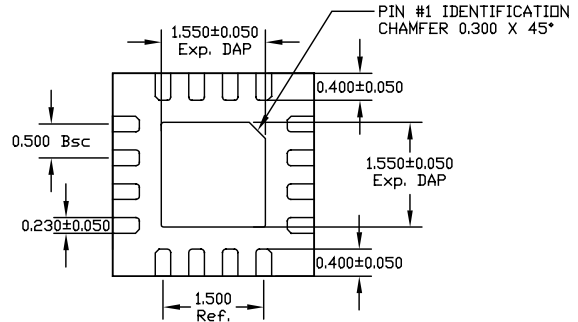 1.550±0.050
Exp. DAP
PIN #1 IDENTIFICATION
CHAMFER 0.300 X 45°
0.400±0.050
0.500 Bsc
1.550±0.050
Exp. DAP
0.230±0.050
0.400±0.050
1.500
Ref.